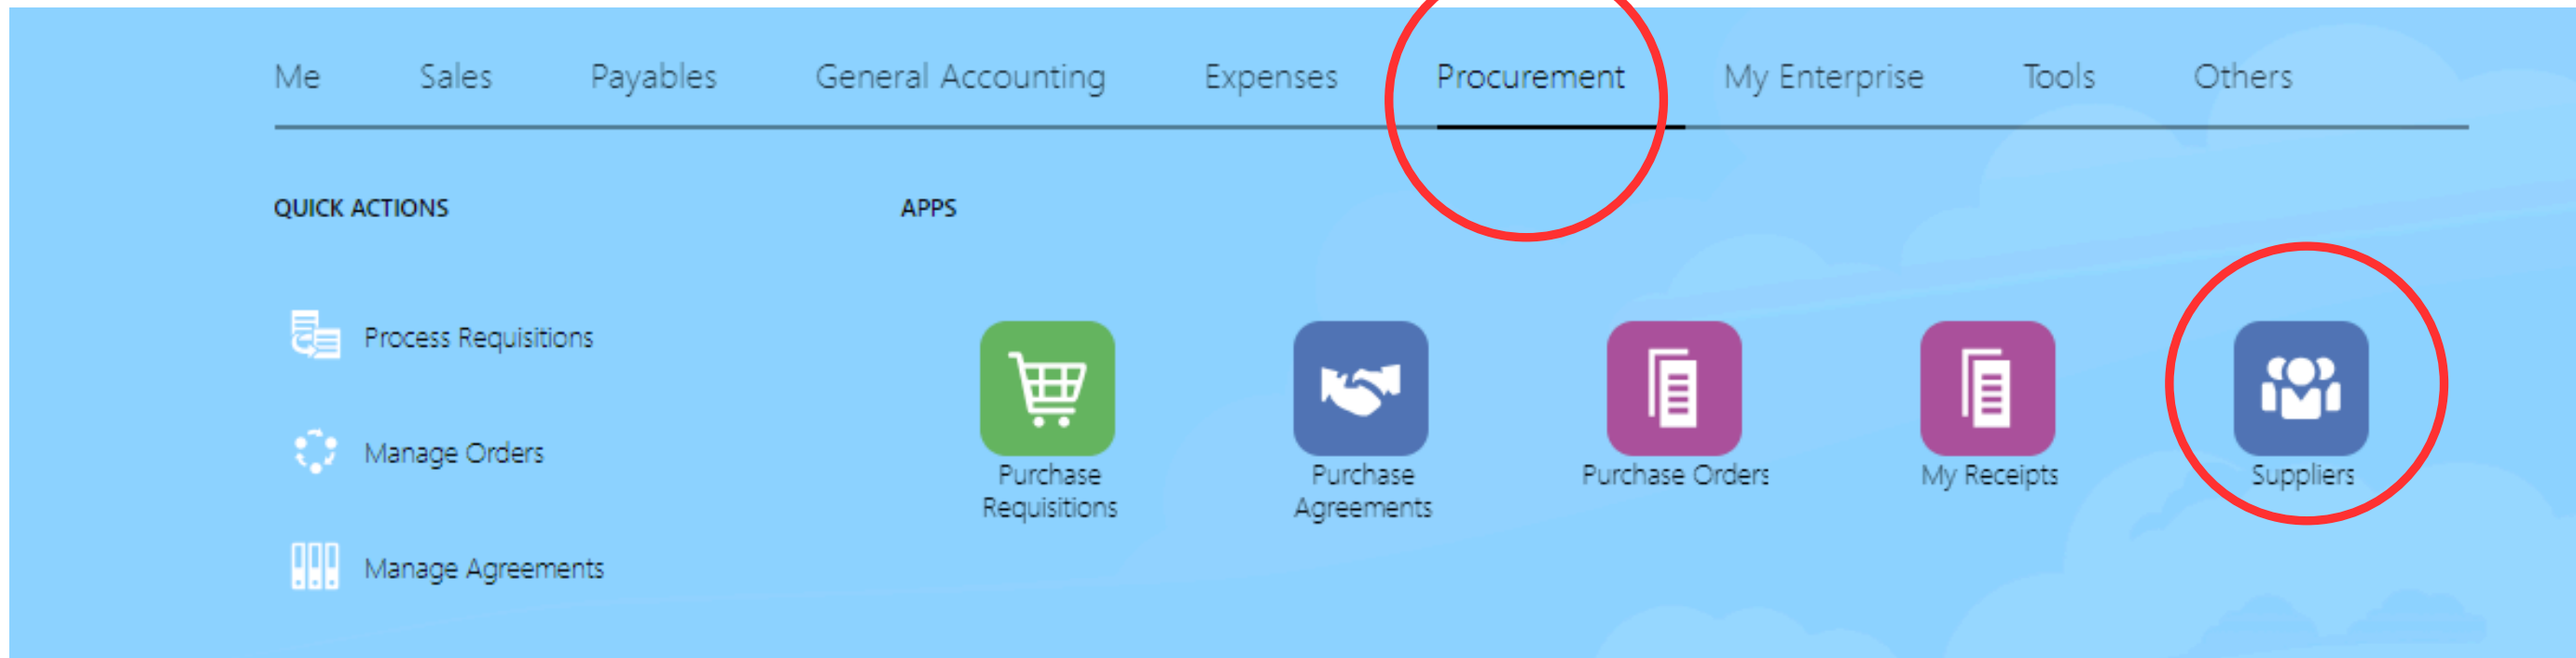 Me Sales Payables General Accounting Expenses Procurement My Enterprise Tools Others
QUICK ACTIONS
Process Requisitions
Manage Orders
Manage Agreements
APPS
Purchase
Requisitions
Purchase
Agreements
Purchase Orders
My Receipts
Suppliers